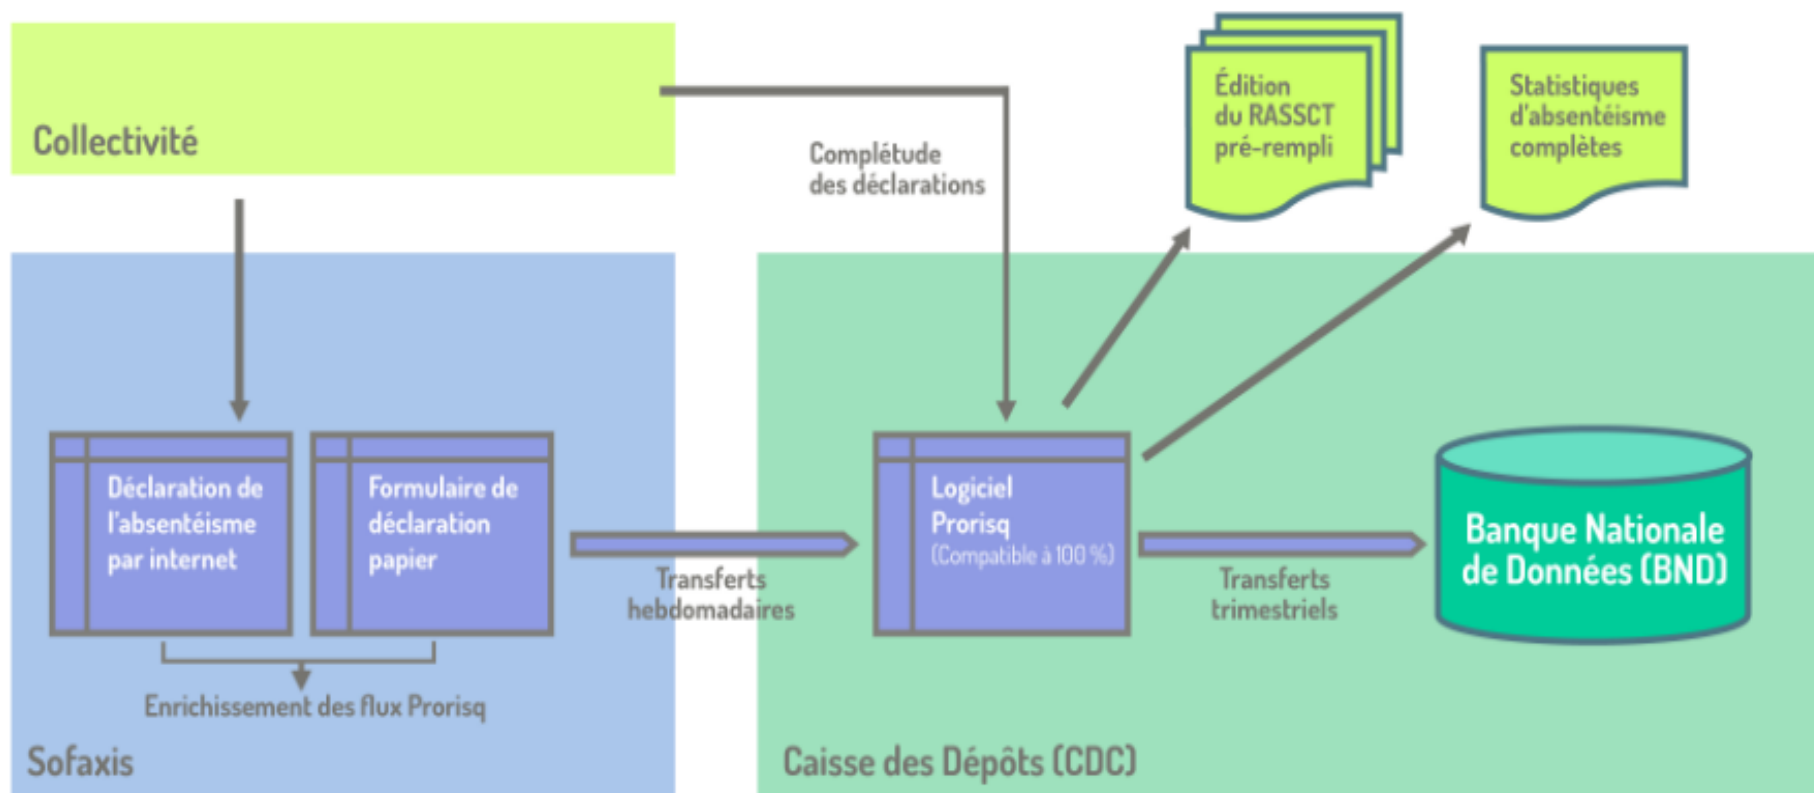 Collectivité
Complétude
des déclarations
Édition
du RASSCT
pré-rempli
Statistiques
d'absentéisme
complètes
Déclaration de
l'absentéisme
par internet
Formulaire de
déclaration
papier
Enrichissement des flux Prorisq
Sofaxis
Transferts
hebdomadaires
Logiciel
Prorisq
(Compatible à 100 %)
Transferts
trimestriels
Banque Nationale
de Données (BND)
Caisse des Dépôts (CDC)